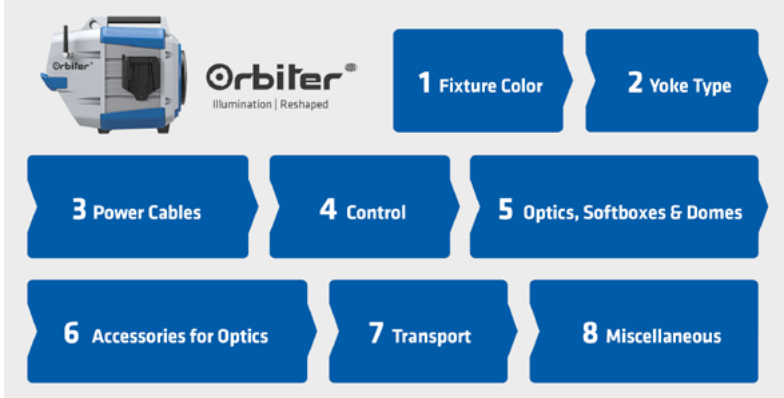 Orbiter
Orbiter
Illumination | Reshaped
1 Fixture Color
2 Yoke Type
3 Power Cables
4 Control
5 Optics, Softboxes & Domes
6 Accessories for Optics
7 Transport
8 Miscellaneous